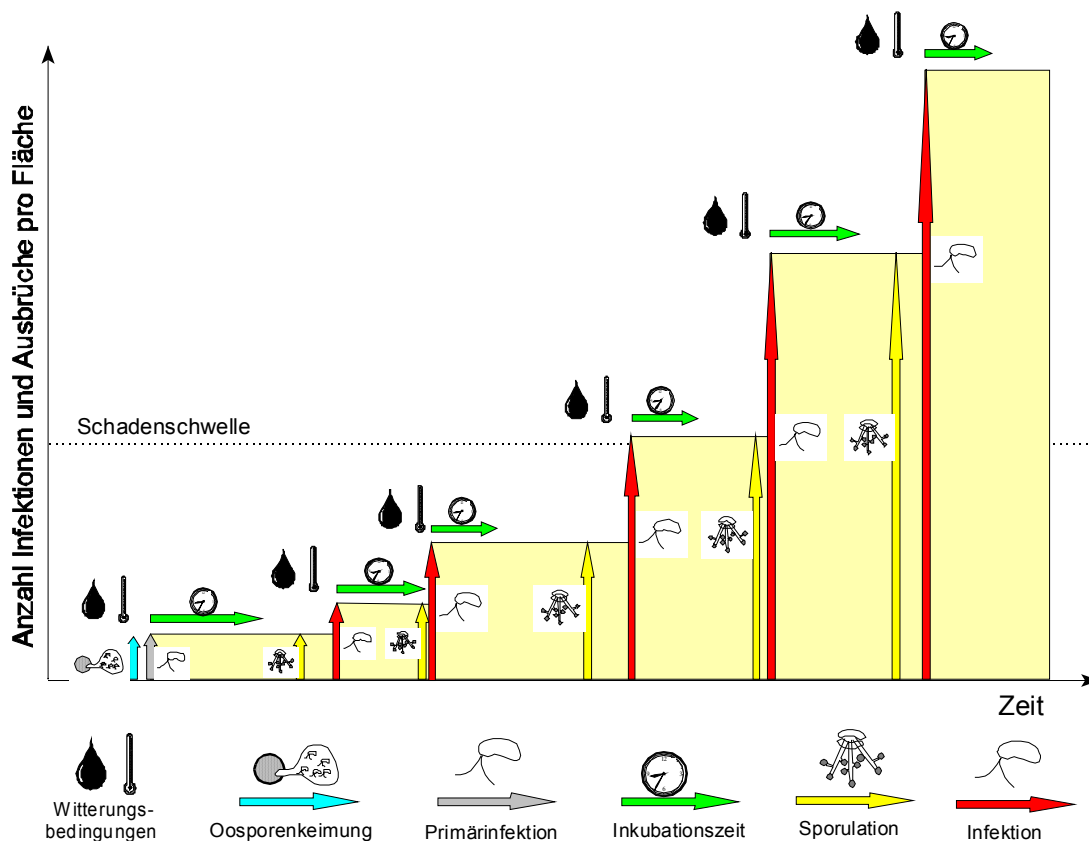 Anzahl Infektionen und Ausbrüche pro Fläche
Schadenschwelle
Zeit
Witterungs-
bedingungen
Oosporenkeimung
Primärinfektion
Inkubationszeit
Sporulation
Infektion